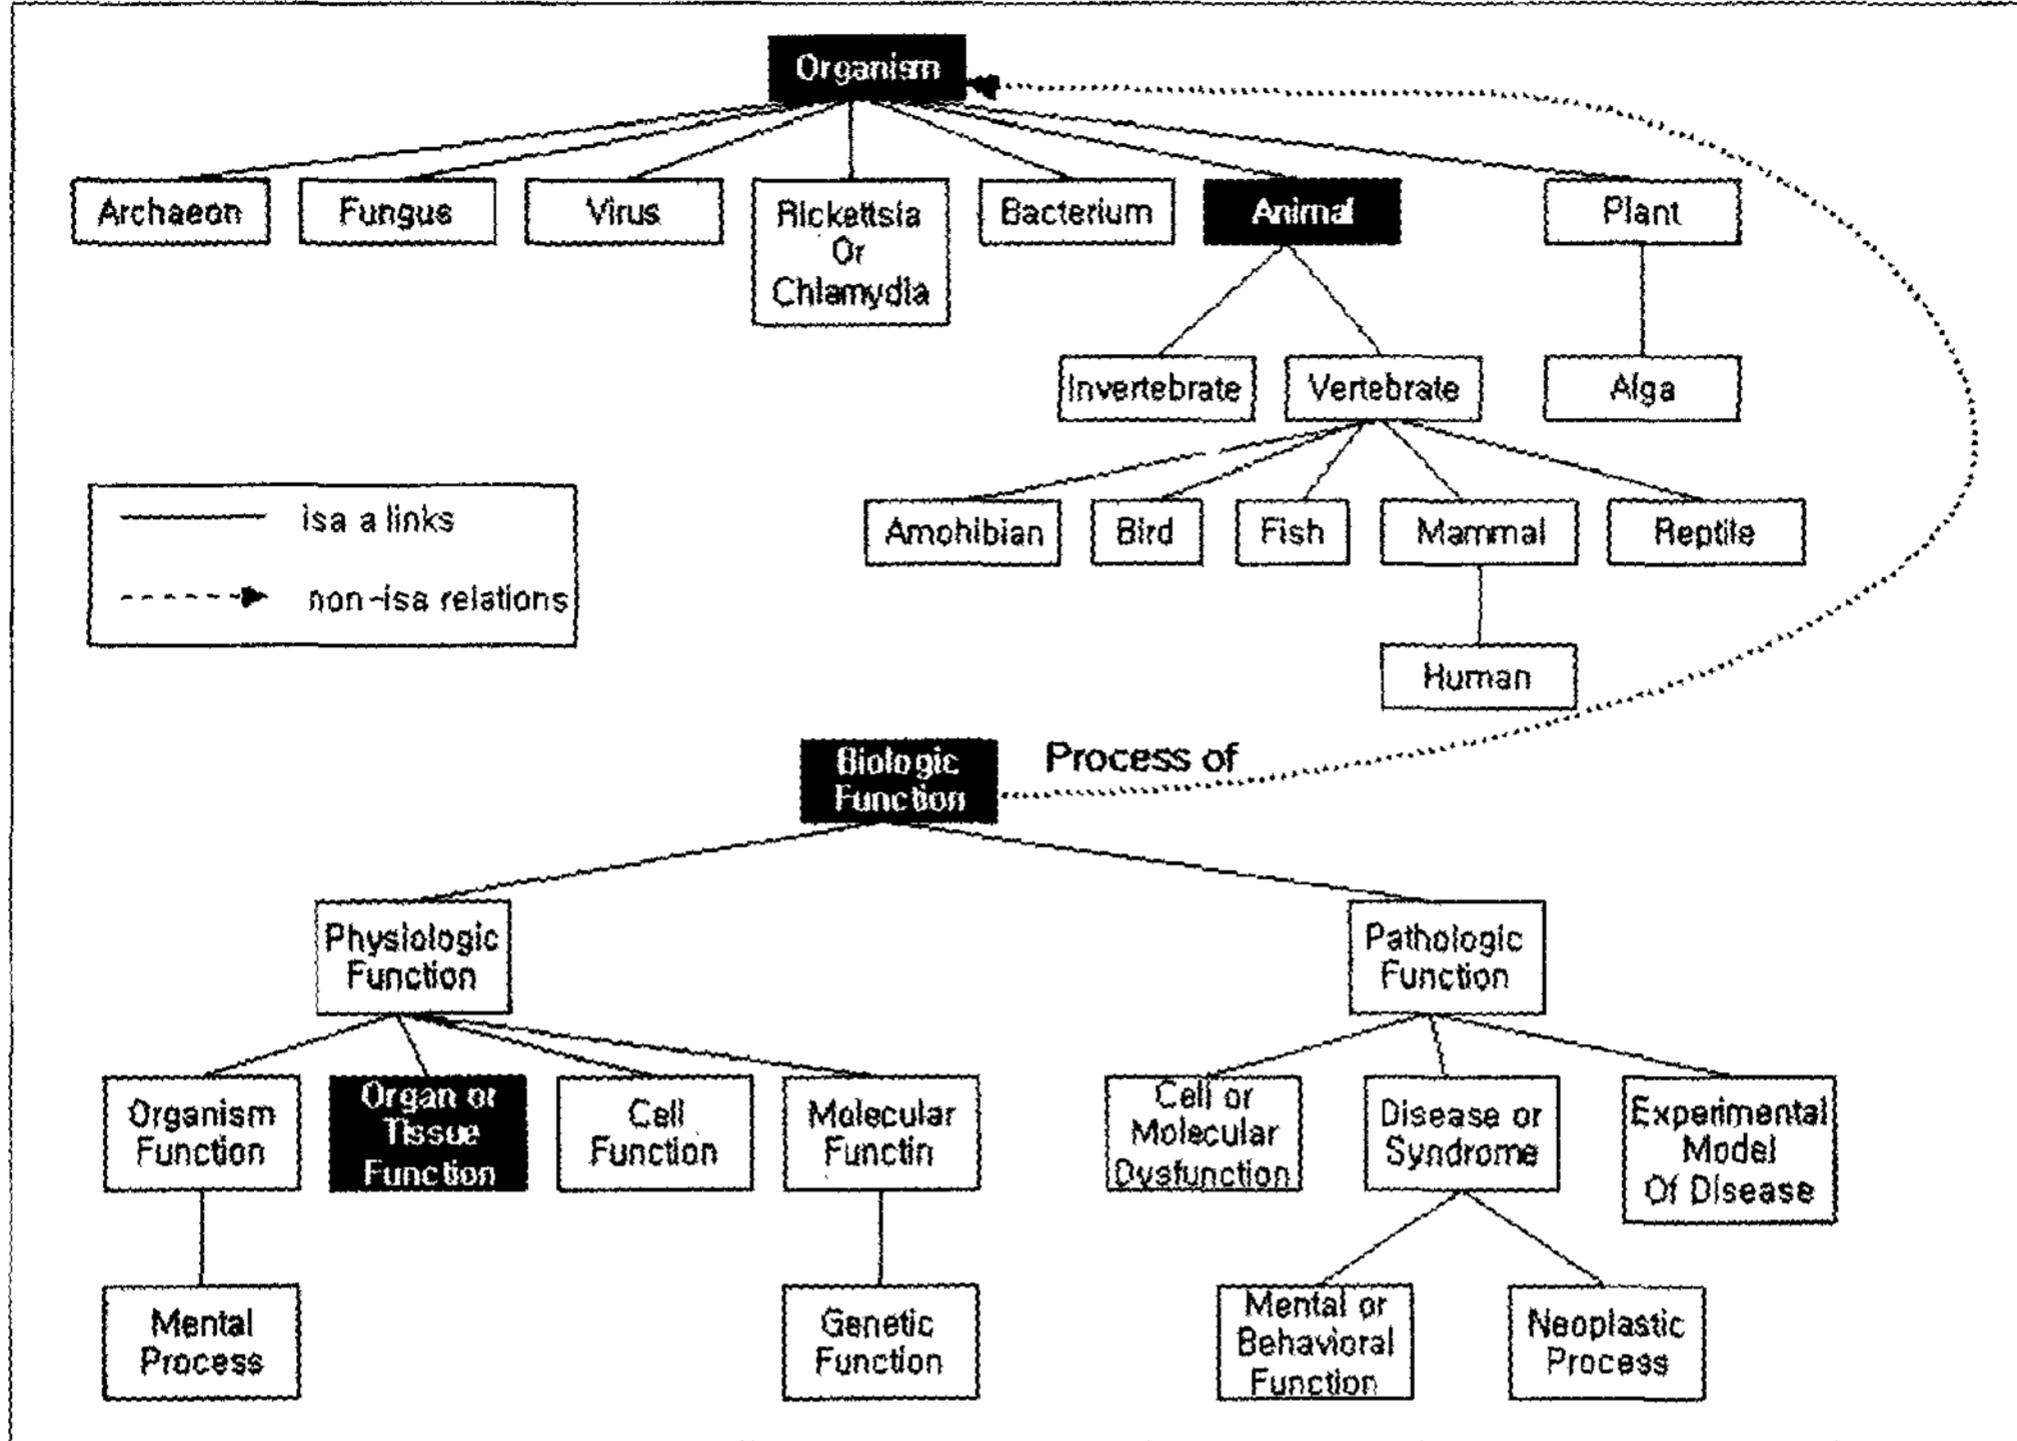 Organism
Archaeon
Fungus
Virus
Rickettsia
Or
Chlamydia
Bacterium
Animal
Plant
Invertebrate
Vertebrate
Alga
isa a links
non-isa relations
Amohibian
Bird
Fish
Mammal
Reptile
Human
Biologic
Function
Process of
Physiologic
Function
Pathologic
Function
Organism
Function
Organ or
Tissue
Function
Cell
Function
Molecular
Functin
Cell or
Molecular
Dysfunction
Disease or
Syndrome
Experimental
Model
Of Disease
Mental
Process
Genetic
Function
Mental or
Behavioral
Function
Neoplastic
Process